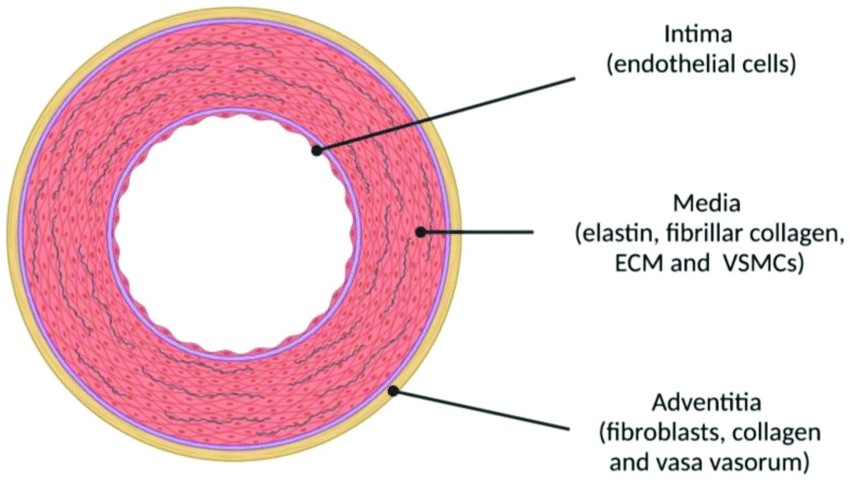 Intima
(endothelial cells)
Media
(elastin, fibrillar collagen,
ECM and VSMCs)
Adventitia
(fibroblasts, collagen
and vasa vasorum)